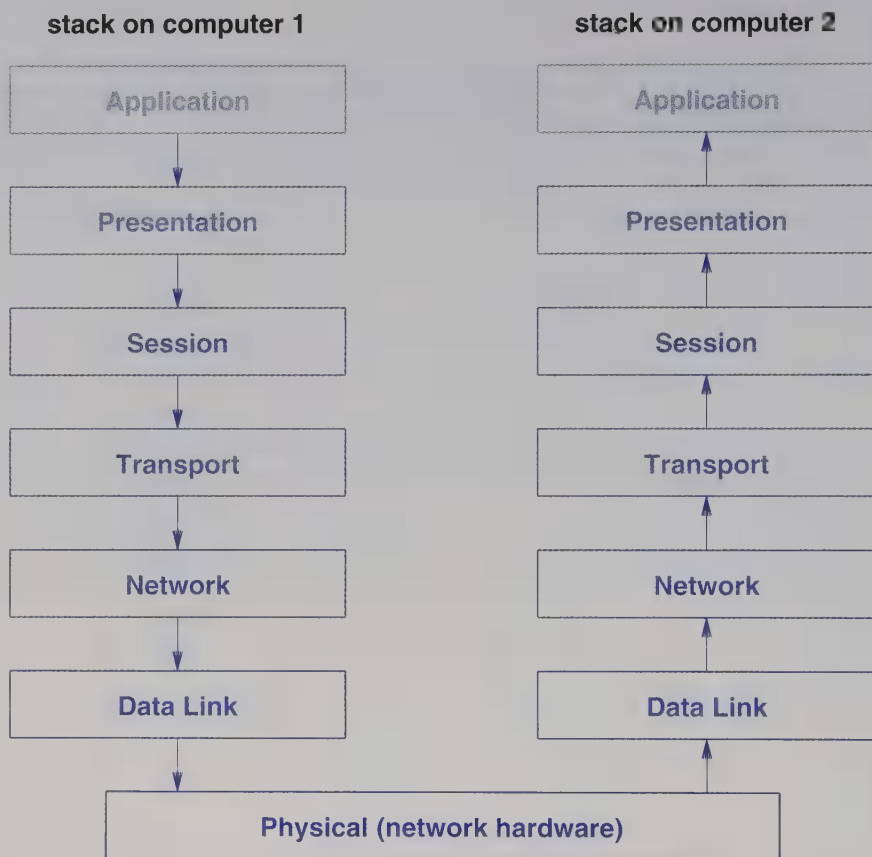 stack on computer 1
Application
Presentation
Session
Transport
Network
Data Link
stack on computer 2
Application
Presentation
Session
Transport
Network
Data Link
Physical (network hardware)